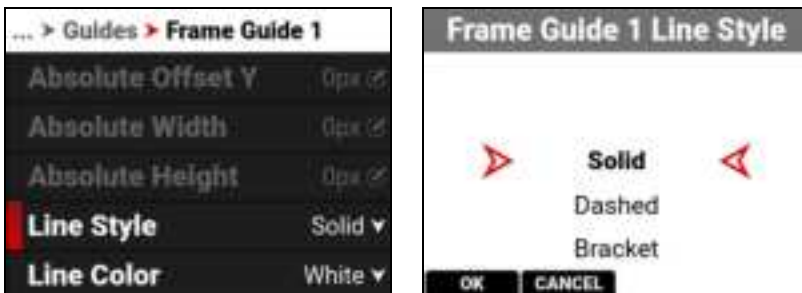 ... > Guides > Frame Guide 1
Absolute Offset Y 0px
Absolute Width 0px
Absolute Height 0px
Line Style Solid
Line Color White
Frame Guide 1 Line Style
Solid
Dashed
Bracket
OK CANCEL